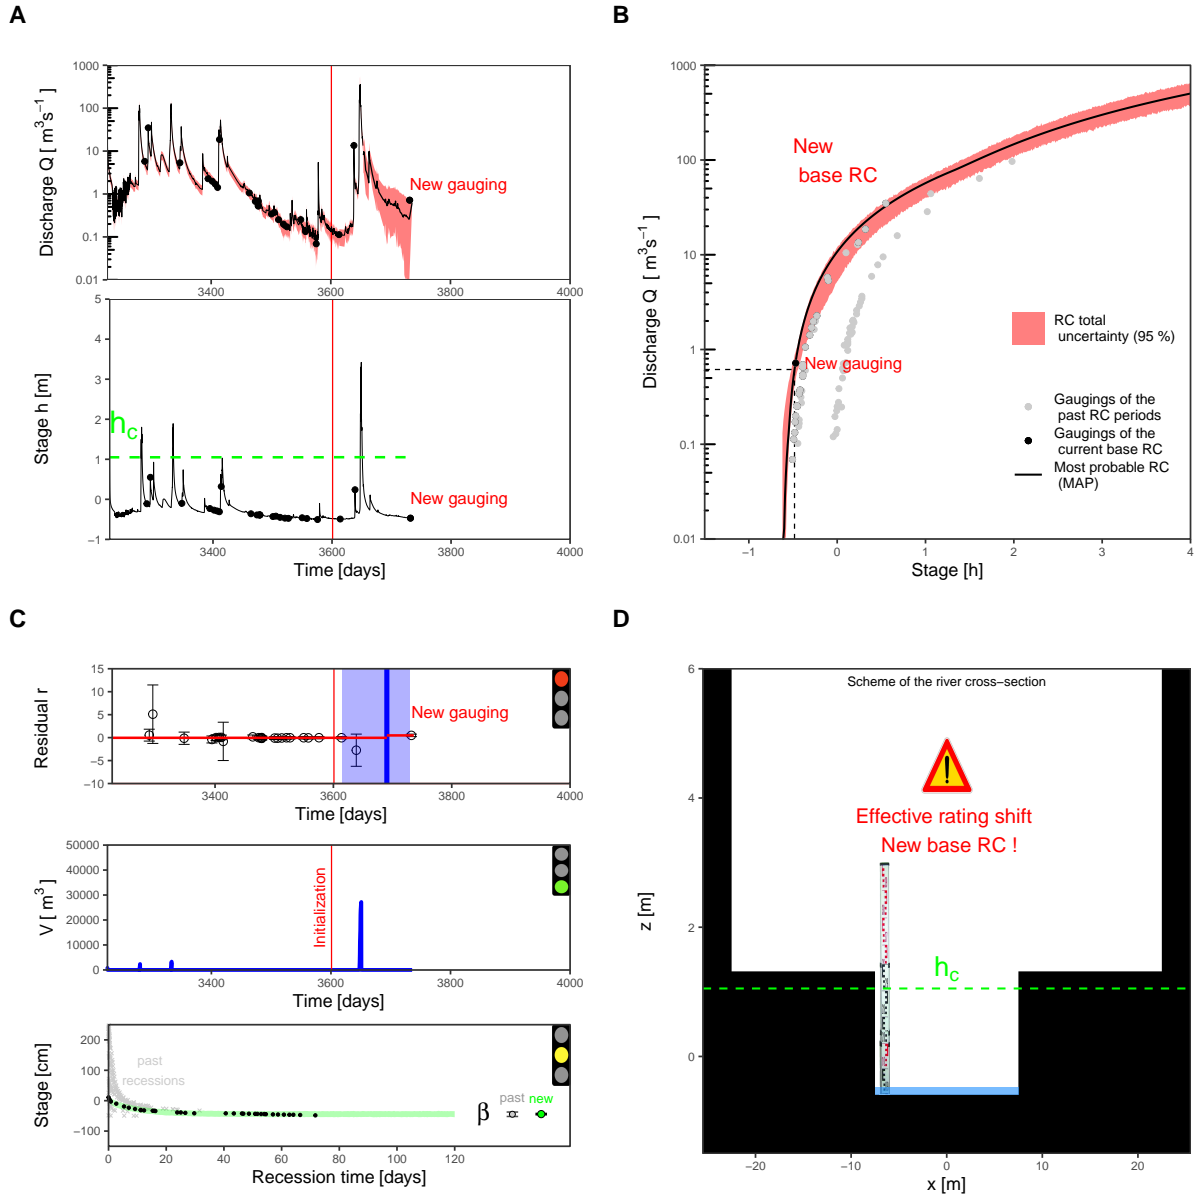 A
Discharge Q [ m³s⁻¹]
1000
100
10
1
0.1
0.01
New gauging
3400
3600
3800
4000
Stage h [m]
5
4
3
2
1
0
−1
hc
New gauging
3400
3600
3800
4000
Time [days]
B
Discharge Q [ m³s⁻¹]
1000
100
10
1
0.1
0.01
New
base RC
New gauging
RC total
uncertainty (95 %)
Gaugings of the
past RC periods
Gaugings of the
current base RC
Most probable RC
(MAP)
−1
0
1
2
3
4
Stage [h]
C
Residual r
15
10
5
0
−5
−10
New gauging
3400
3600
3800
4000
Time [days]
V [ m³]
50000
40000
30000
20000
10000
0
Initialization
3400
3600
3800
4000
Time [days]
Stage [cm]
200
100
0
−100
past
recessions
β
past new
0
20
40
60
80
100
120
Recession time [days]
D
Scheme of the river cross−section
z [m]
6
4
2
0
!
Effective rating shift
New base RC !
hc
−20
−10
0
10
20
x [m]